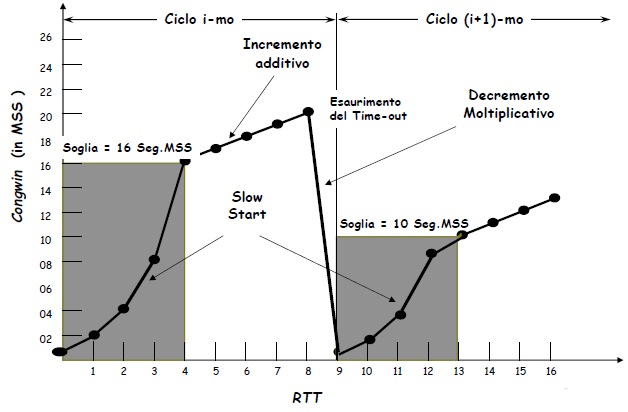 Ciclo i-mo
Ciclo (i+1)-mo
Incremento
additivo
Esaurimento
del Time-out
Decremento
Moltiplicativo
Soglia = 16 Seg.MSS
Slow
Start
Soglia = 10 Seg.MSS
Congwin (in MSS )
26
24
22
20
18
16
14
12
10
08
06
04
02
1 2 3 4 5 6 7 8 9 10 11 12 13 14 15 16
RTT